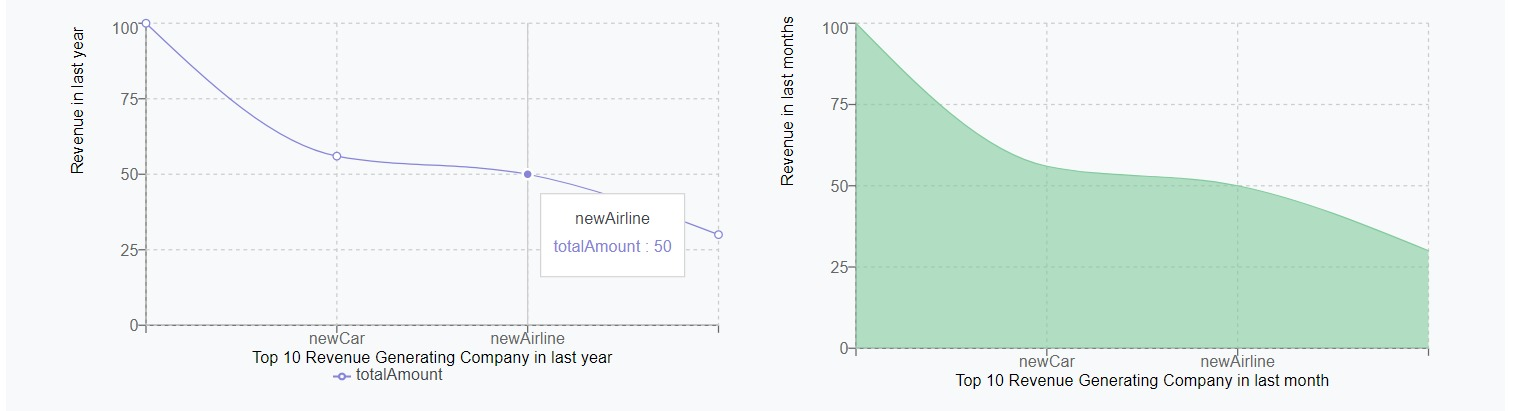 Revenue in last year
100
75
50
25
0
newAirline
totalAmount : 50
newCar newAirline
Top 10 Revenue Generating Company in last year
totalAmount
Revenue in last months
100
75
50
25
0
newCar newAirline
Top 10 Revenue Generating Company in last month